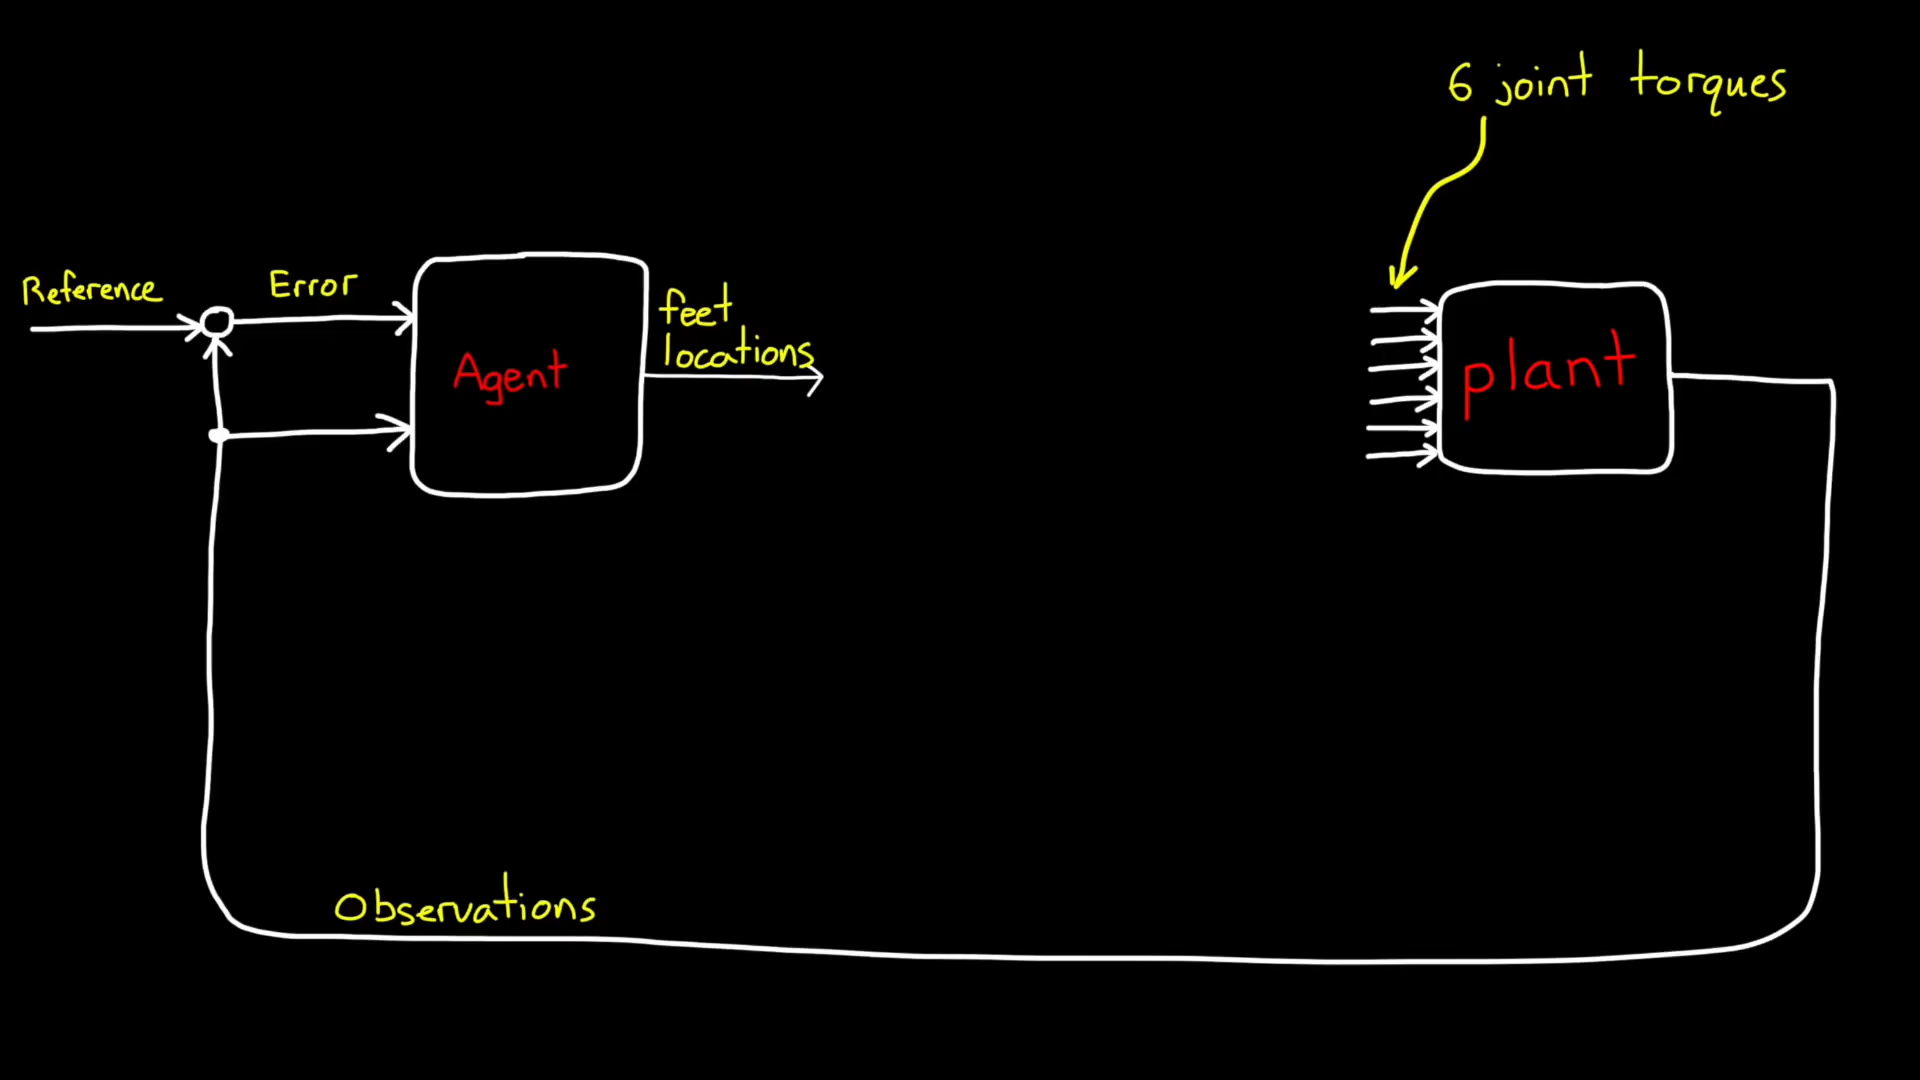 6 joint torques
Reference
Error
feet
locations
Agent
plant
Observations